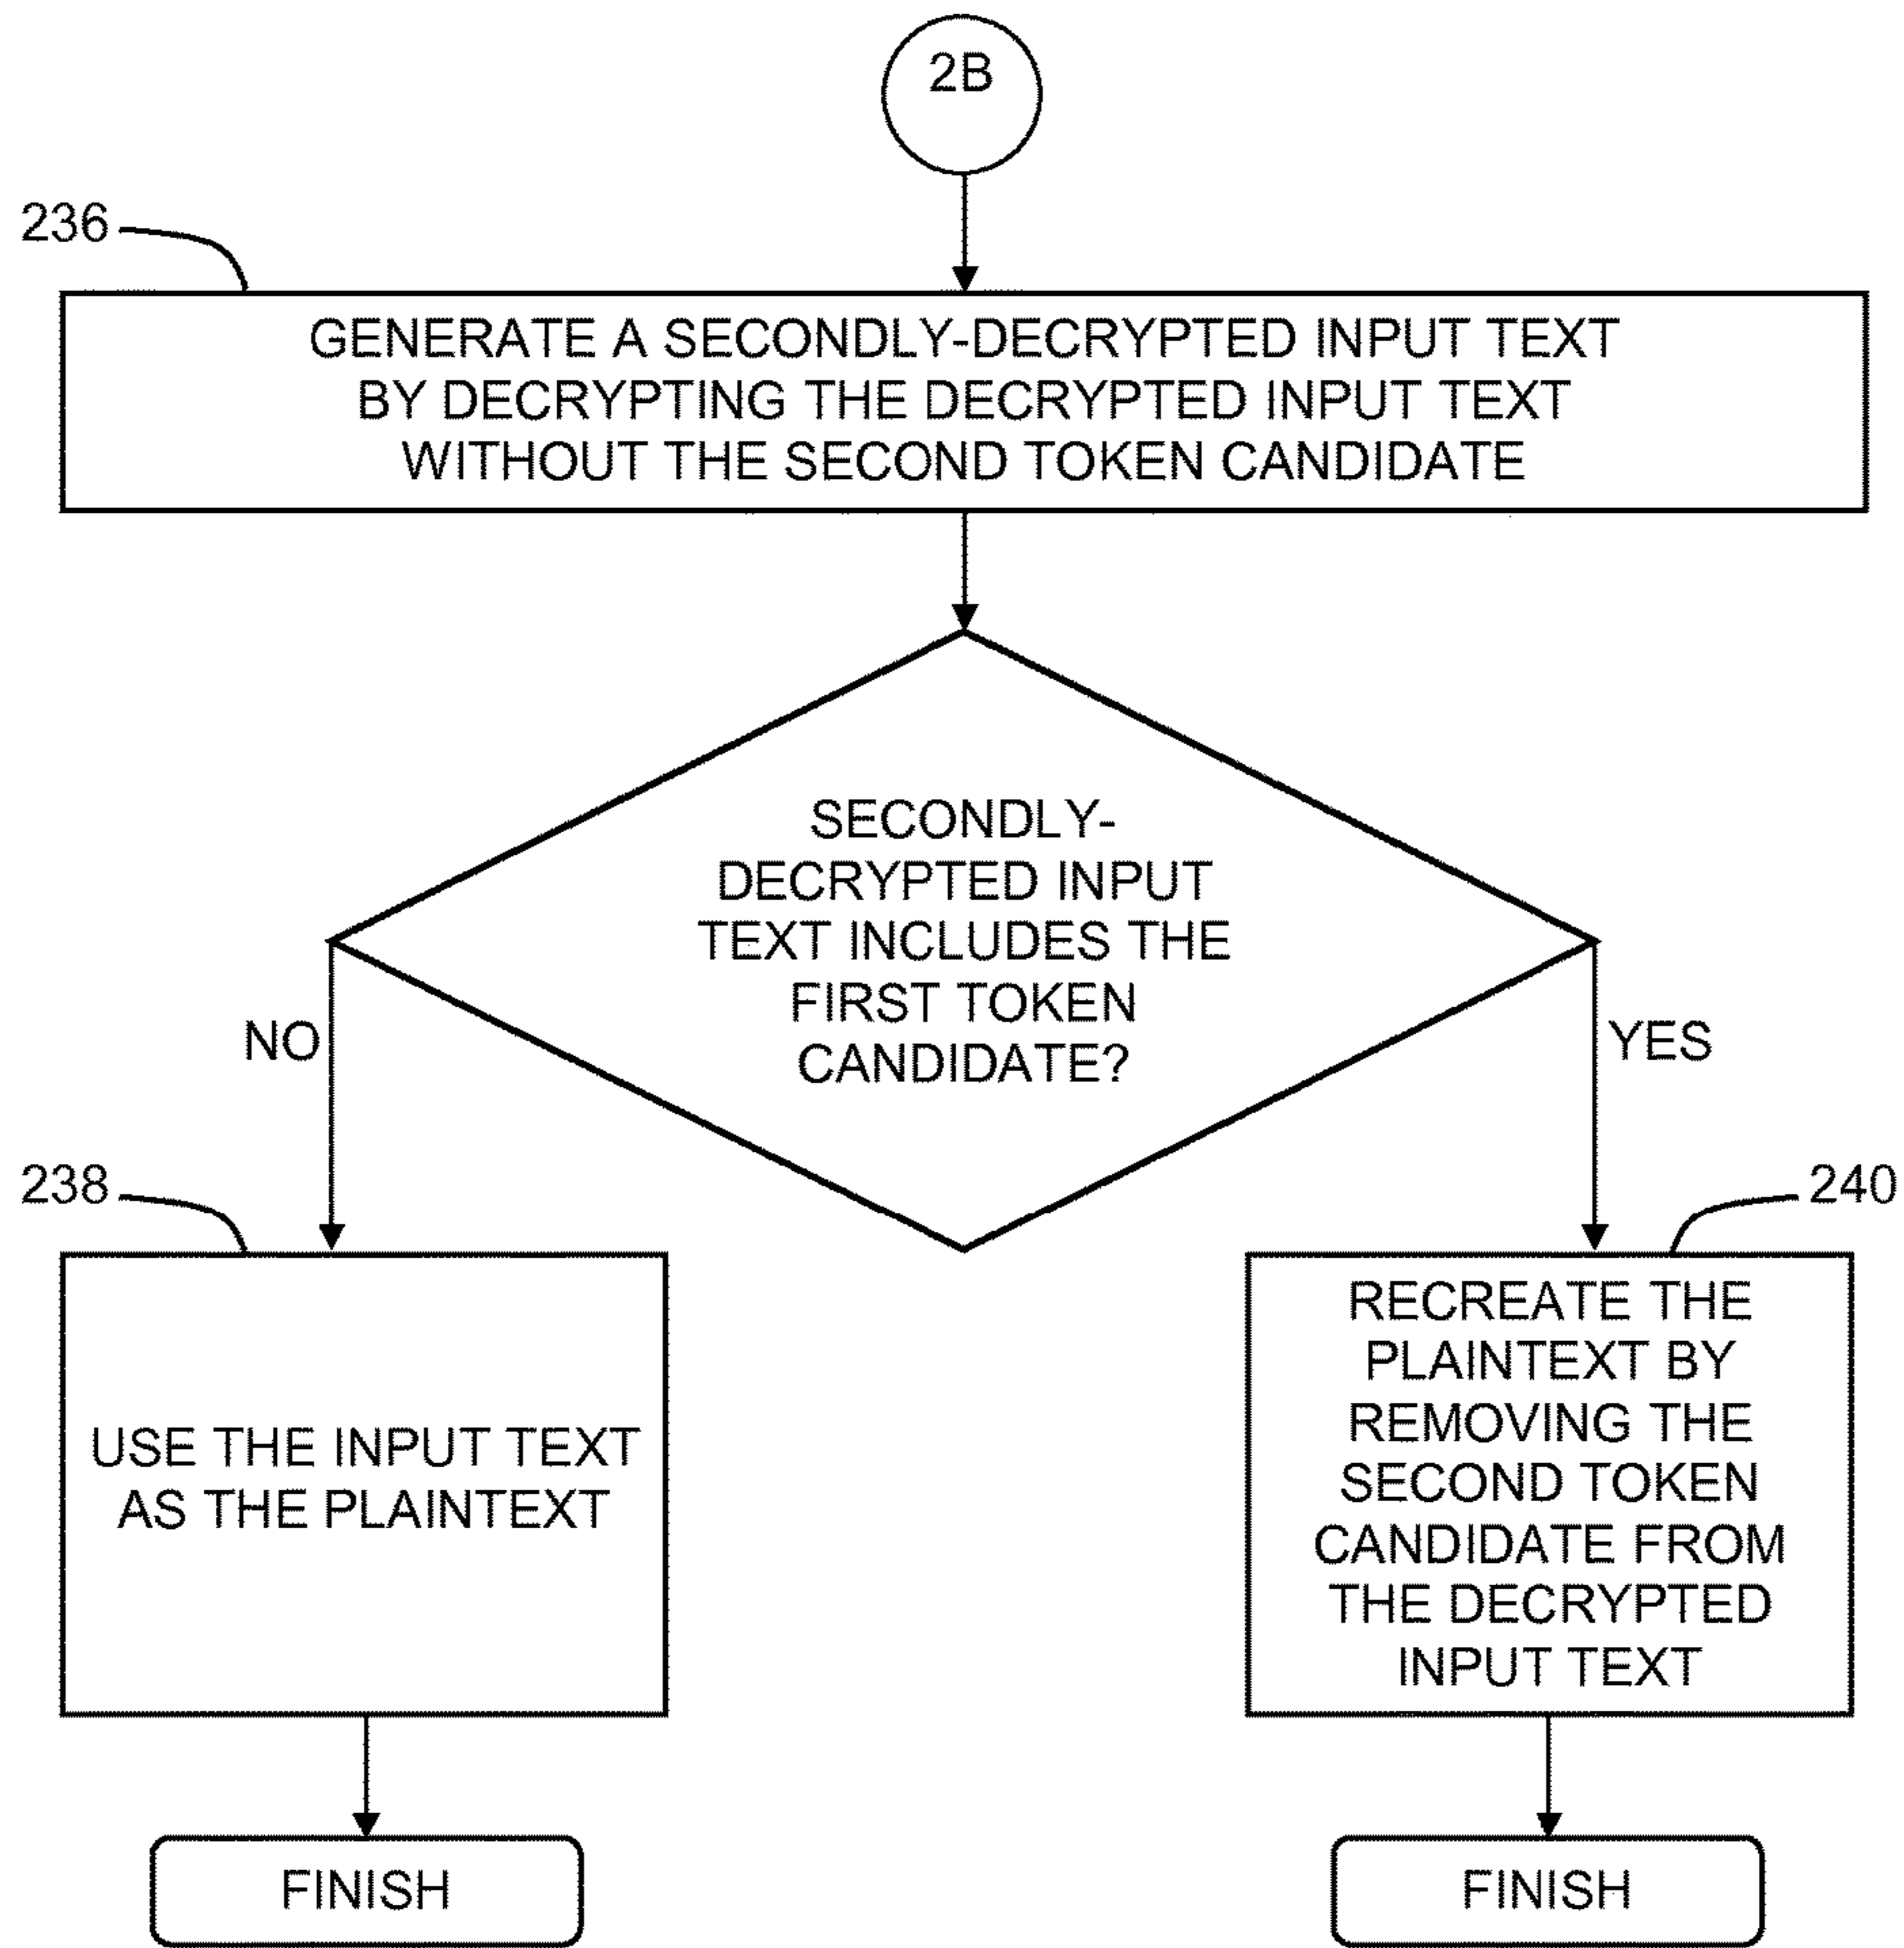 2B
236
GENERATE A SECONDLY-DECRYPTED INPUT TEXT
BY DECRYPTING THE DECRYPTED INPUT TEXT
WITHOUT THE SECOND TOKEN CANDIDATE
SECONDLY-
DECRYPTED INPUT
TEXT INCLUDES THE
FIRST TOKEN
CANDIDATE?
NO
YES
238
240
USE THE INPUT TEXT
AS THE PLAINTEXT
RECREATE THE
PLAINTEXT BY
REMOVING THE
SECOND TOKEN
CANDIDATE FROM
THE DECRYPTED
INPUT TEXT
FINISH
FINISH